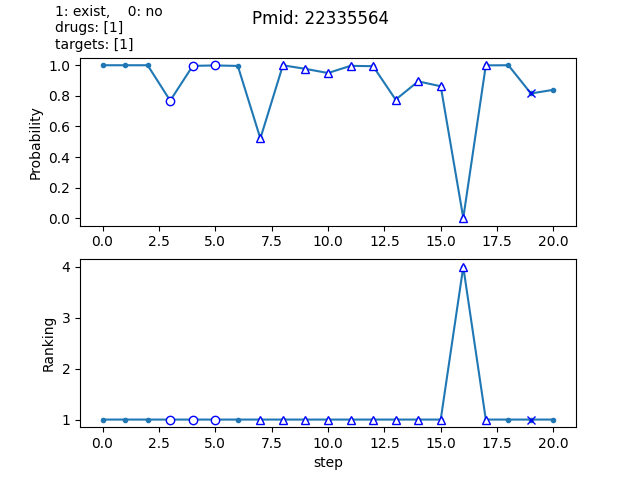 1: exist,    0: no
drugs: [1]
targets: [1]
Pmid: 22335564
1.0
0.8
0.6
0.4
0.2
0.0
Probability
0.0 2.5 5.0 7.5 10.0 12.5 15.0 17.5 20.0
4
3
2
1
Ranking
0.0 2.5 5.0 7.5 10.0 12.5 15.0 17.5 20.0
step